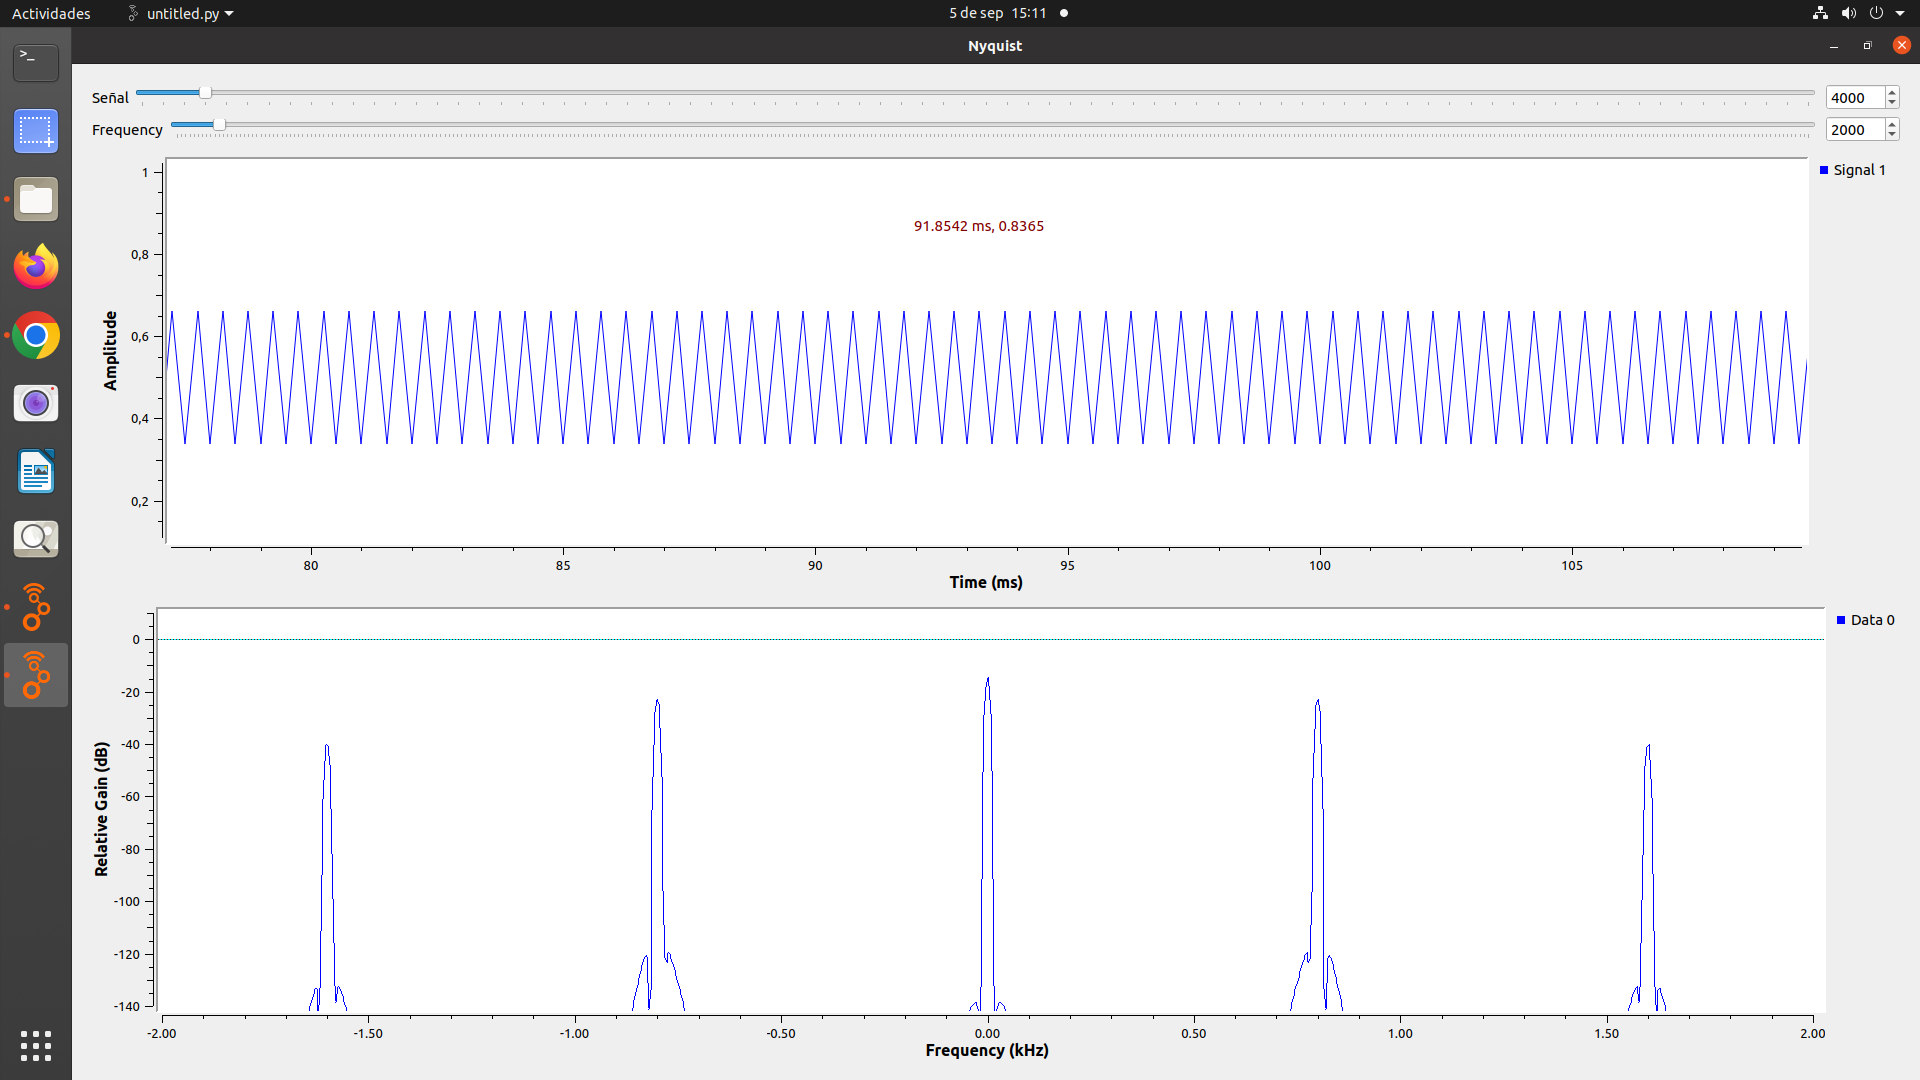 Actividades untitled.py 5 de sep 15:11
Nyquist
Señal 4000
Frequency 2000
1
0,8
0,6
0,4
0,2
Amplitude
91.8542 ms, 0.8365
Signal 1
80 85 90 95 100 105
Time (ms)
0
-20
-40
-60
-80
-100
-120
-140
Relative Gain (dB)
Data 0
-2.00 -1.50 -1.00 -0.50 0.00 0.50 1.00 1.50 2.00
Frequency (kHz)